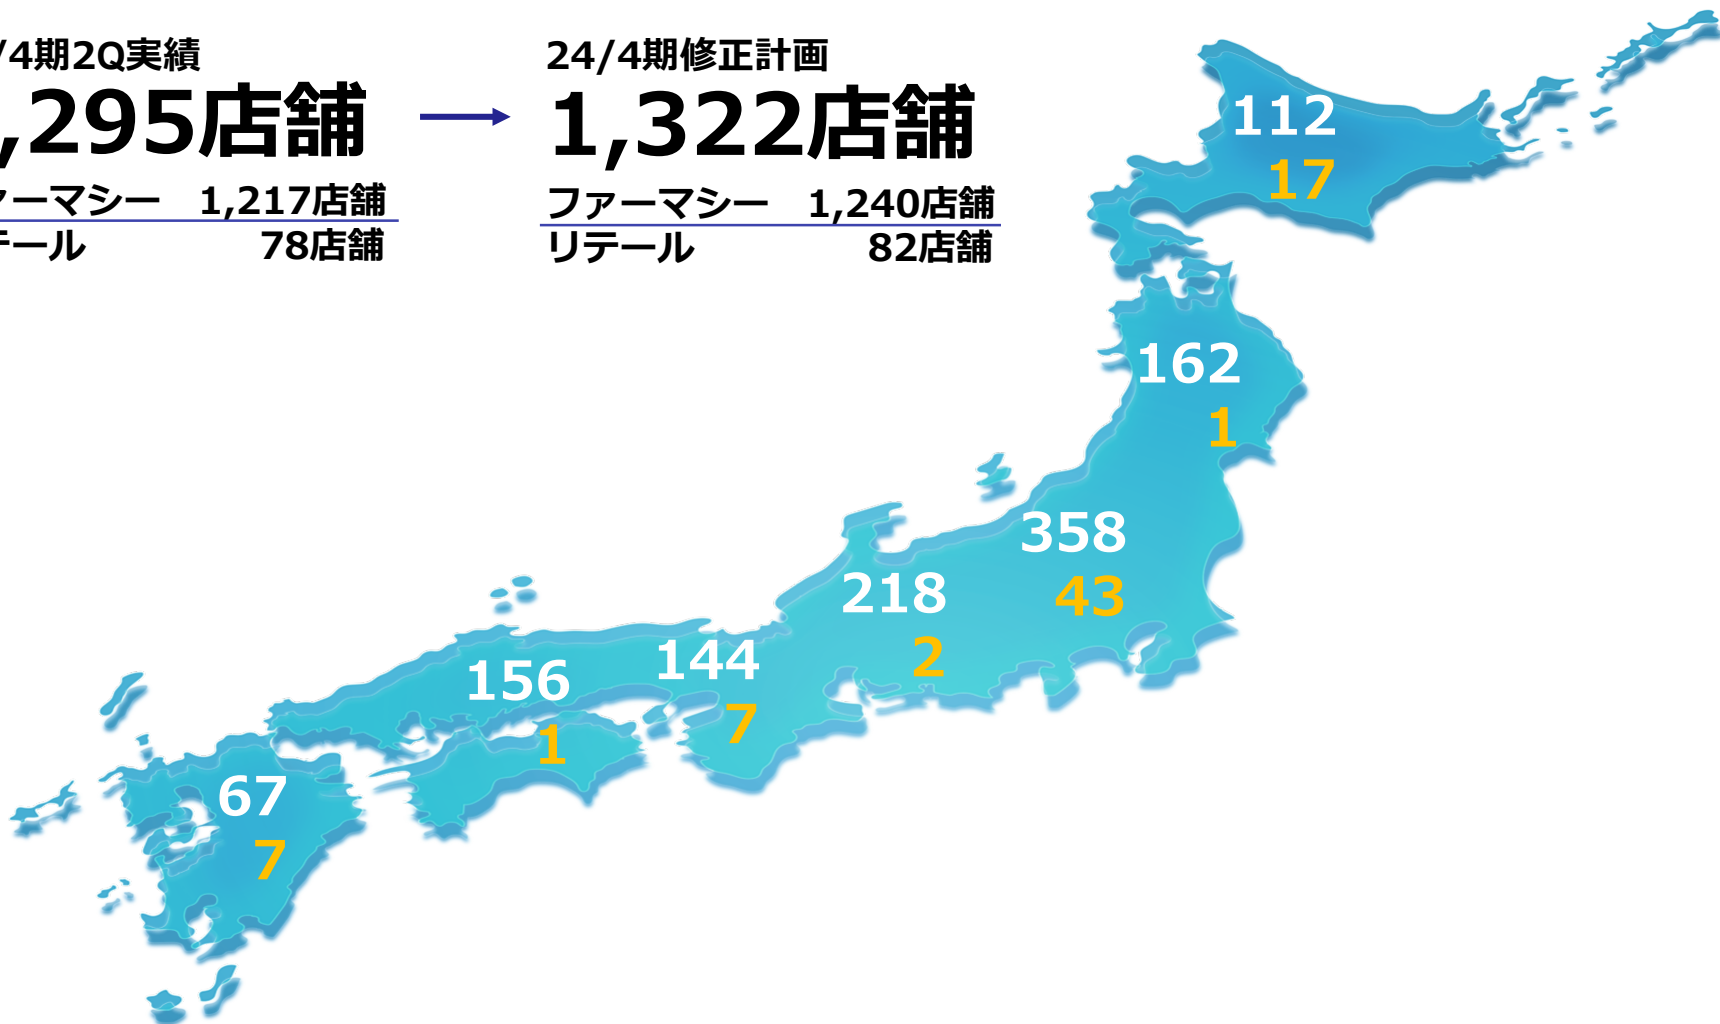 /4期2Q実績
,295店舗
ァーマシー 1,217店舗
テール 78店舗
24/4期修正計画
1,322店舗
ファーマシー 1,240店舗
リテール 82店舗
112
17
162
1
358
43
218
2
144
7
156
1
67
7